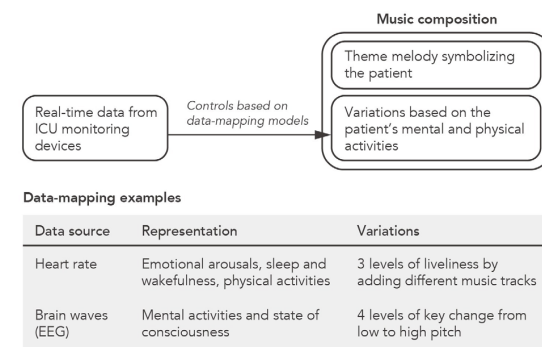 Music composition
Theme melody symbolizing
the patient
Real-time data from
ICU monitoring
devices
Controls based on
data-mapping models
Variations based on the
patient's mental and physical
activities
Data-mapping examples
Data source Representation Variations
Heart rate Emotional arousals, sleep and 3 levels of liveliness by
wakefulness, physical activities adding different music tracks
Brain waves Mental activities and state of 4 levels of key change from
(EEG) consciousness low to high pitch